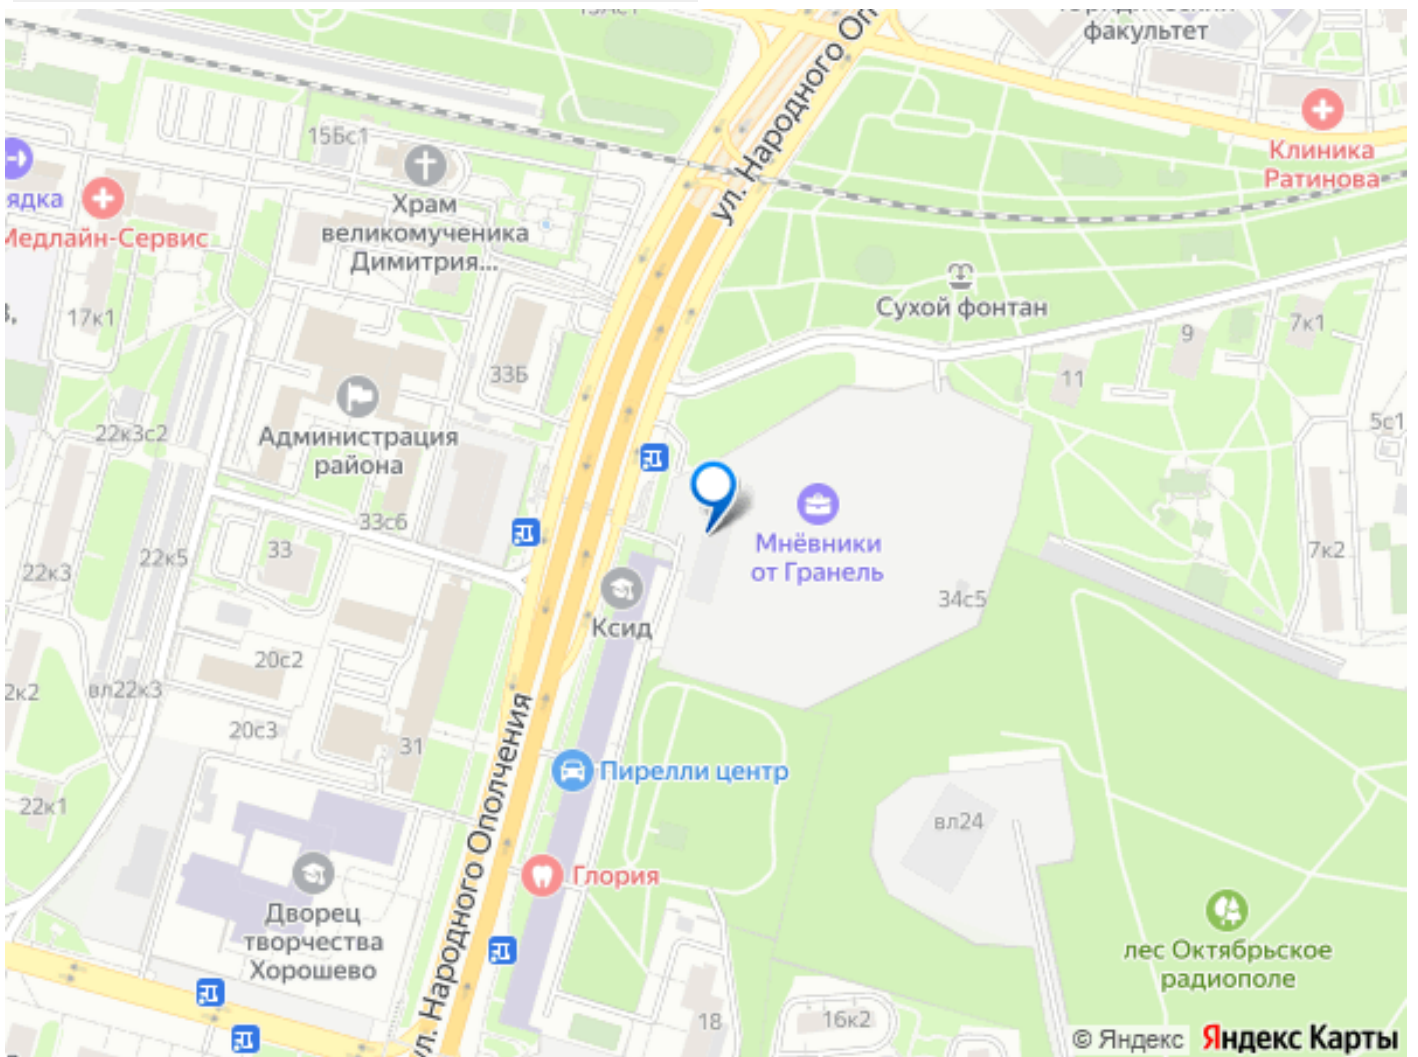 факультет
ул. Народного Оп
Клиника
Ратинова
15Бс1
Храм
великомученика
Димитрия...
ядка
Медлайн-Сервис
17к1
Сухой фонтан
9
7к1
11
5с1
33Б
Администрация
района
22к3с2
33с6
22к5
33
22к3
Мнёвники
от Гранель
34с5
7к2
Ксид
20с2
вл22к3
2к2
20с3
31
22к1
Пирелли центр
вл24
Глория
ул. Народного Ополчения
Дворец
творчества
Хорошево
лес Октябрьское
радиополе
18
16к2
© Яндекс Яндекс Карты